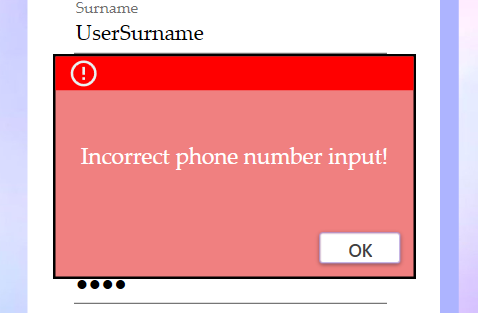 Surname
UserSurname
Incorrect phone number input!
OK
●●●●